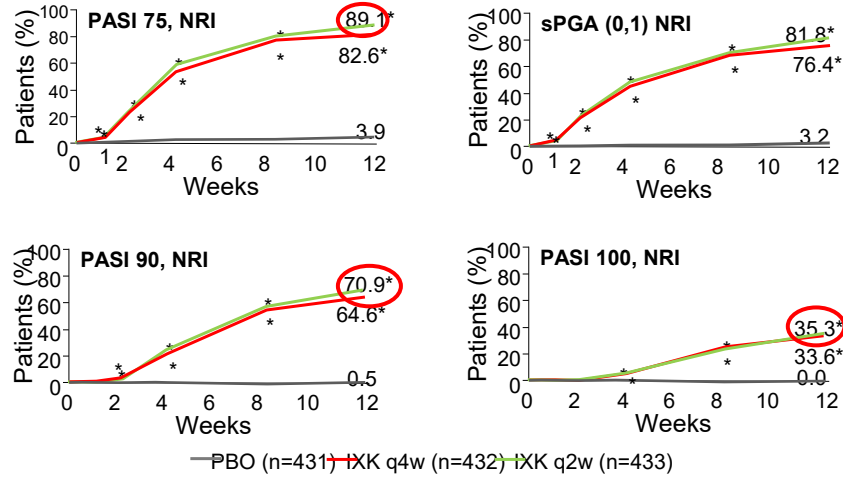 PASI 75, NRI
Patients (%)
100
80
60
40
20
0
89.1*
82.6*
3.9
* * * * * * * *
0 1 2 4 6 8 10 12
Weeks
sPGA (0,1) NRI
Patients (%)
100
80
60
40
20
0
81.8*
76.4*
3.2
* * * * * * * *
0 1 2 4 6 8 10 12
Weeks
PASI 90, NRI
Patients (%)
100
80
60
40
20
0
70.9*
64.6*
0.5
* * * * * *
0 2 4 6 8 10 12
Weeks
PASI 100, NRI
Patients (%)
100
80
60
40
20
0
35.3*
33.6*
0.0
* * * *
0 2 4 6 8 10 12
Weeks
PBO (n=431) IXK q4w (n=432) IXK q2w (n=433)